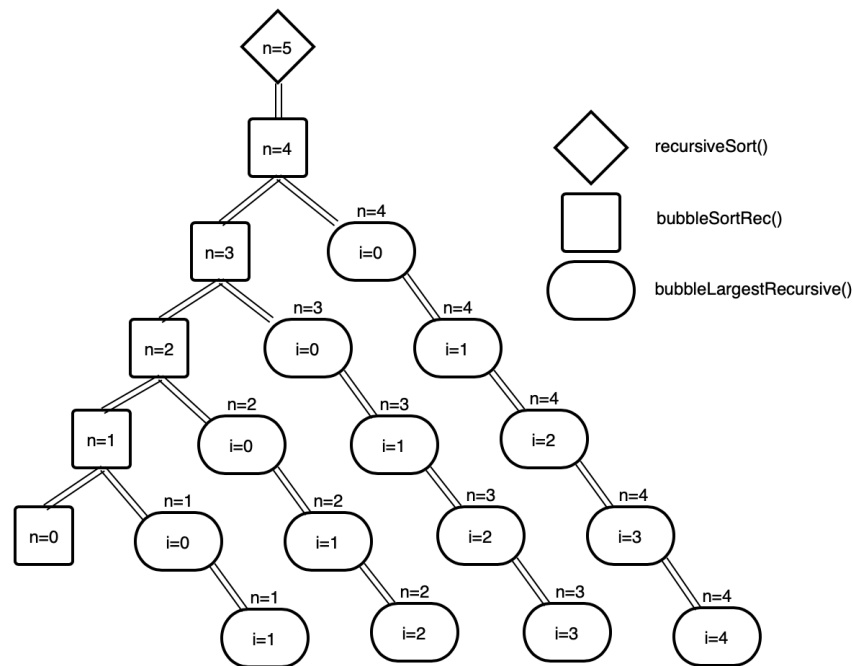 n=5
n=4
n=3
n=4
i=0
n=2
n=3
i=0
n=4
i=1
n=1
n=2
i=0
n=3
i=1
n=4
i=2
n=0
n=1
i=0
n=2
i=1
n=3
i=2
n=4
i=3
n=1
i=1
n=2
i=2
n=3
i=3
n=4
i=4
recursiveSort()
bubbleSortRec()
bubbleLargestRecursive()